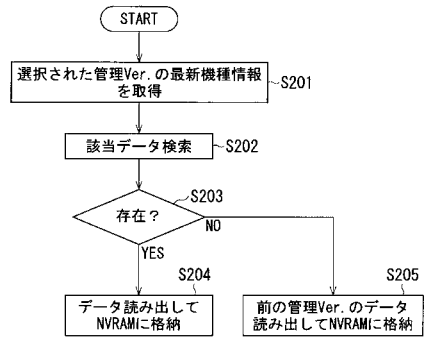 START
選択された管理Ver.の最新機種情報
を取得
S201
該当データ検索
S202
存在?
S203
NO
YES
S204
データ読み出して
NVRAMに格納
S205
前の管理Ver.のデータ
読み出してNVRAMに格納